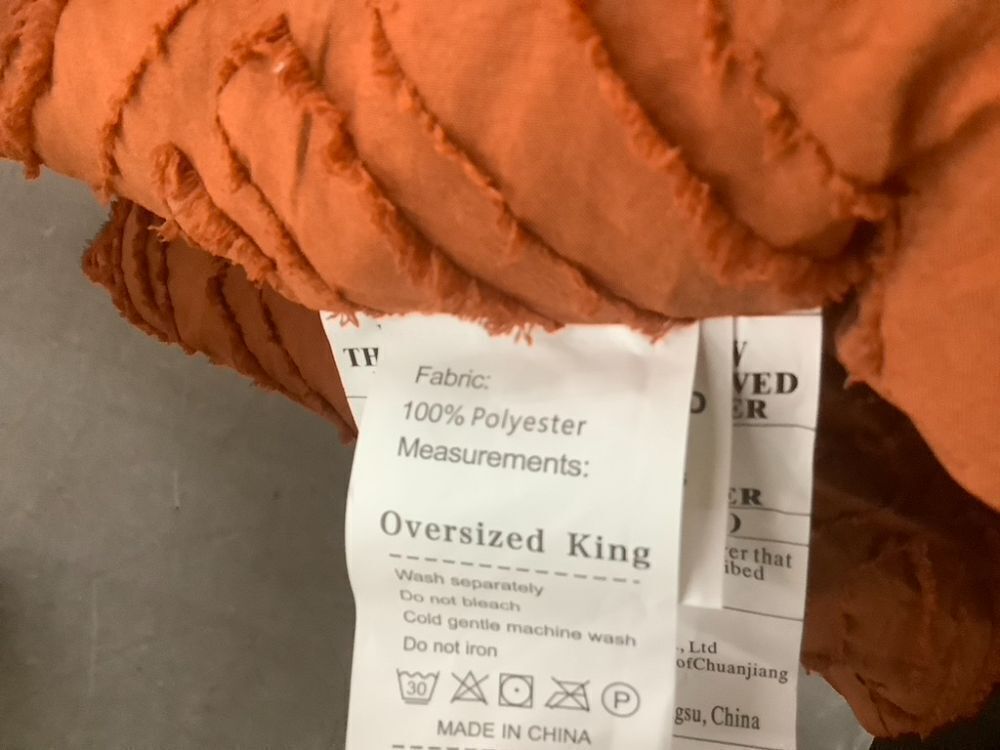 Fabric:
100% Polyester
Measurements:
Oversized King
Wash separately
Do not bleach
Cold gentle machine wash
Do not iron
30
P
MADE IN CHINA
TH
V
VED
ER
ER
er that
ibed
., Ltd
ofChuanjiang
gsu, China